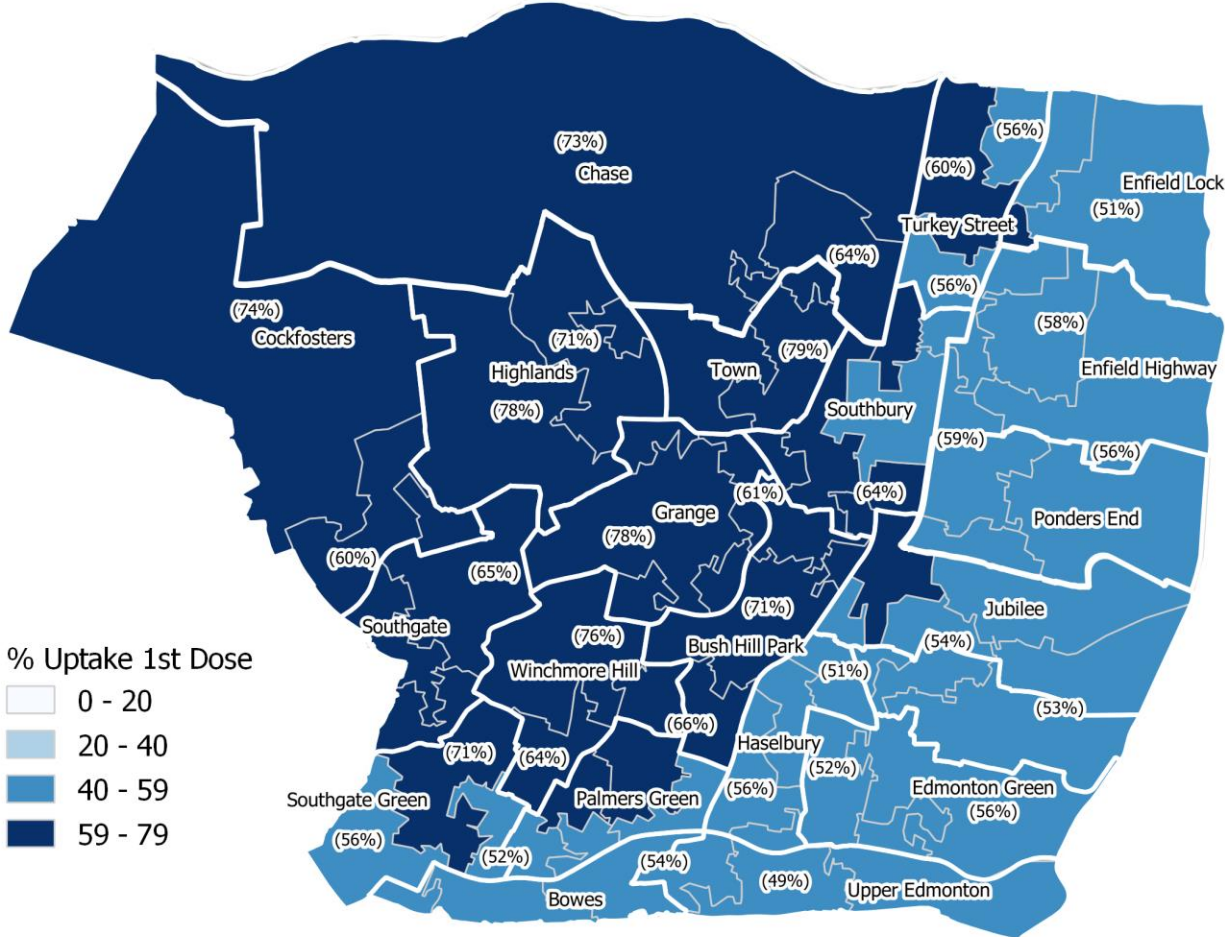 (73%)
Chase
(56%)
(60%)
Enfield Lock
(51%)
Turkey Street
(64%)
(56%)
(74%)
Cockfosters
(71%)
(79%)
(58%)
Highlands
Town
Enfield Highway
(78%)
Southbury
(59%)
(56%)
(61%)
(64%)
Grange
Ponders End
(78%)
(60%)
(65%)
(71%)
Jubilee
Southgate
(76%)
Bush Hill Park
(54%)
Winchmore Hill
(51%)
(53%)
(66%)
(71%)
(64%)
Haselbury
(52%)
Southgate Green
Palmers Green
(56%)
Edmonton Green
(56%)
(56%)
(52%)
(54%)
(49%)
Upper Edmonton
Bowes
% Uptake 1st Dose
0 - 20
20 - 40
40 - 59
59 - 79